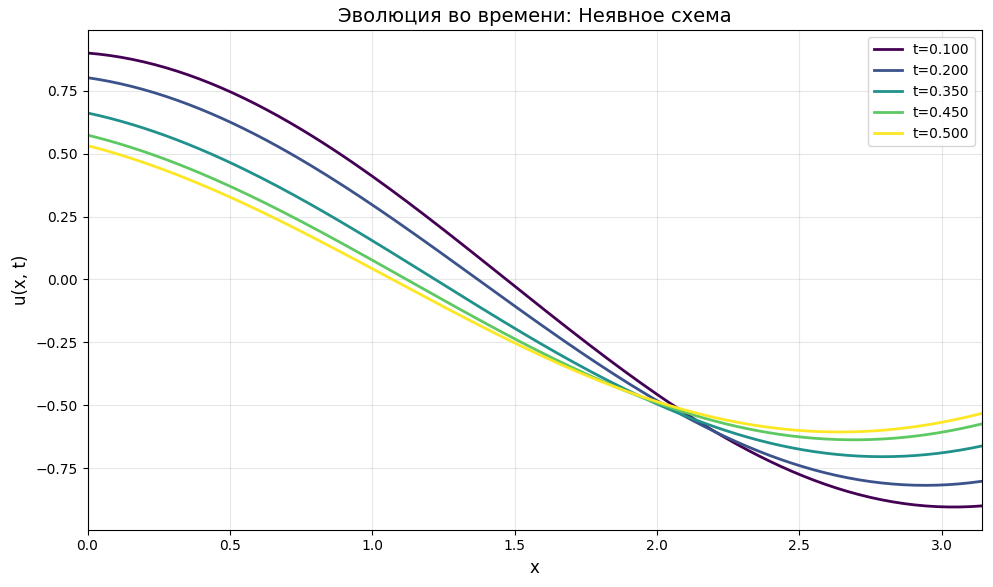 Эволюция во времени: Неявное схема
u(x, t)
0.75
0.50
0.25
0.00
−0.25
−0.50
−0.75
t=0.100
t=0.200
t=0.350
t=0.450
t=0.500
0.0 0.5 1.0 1.5 2.0 2.5 3.0
x